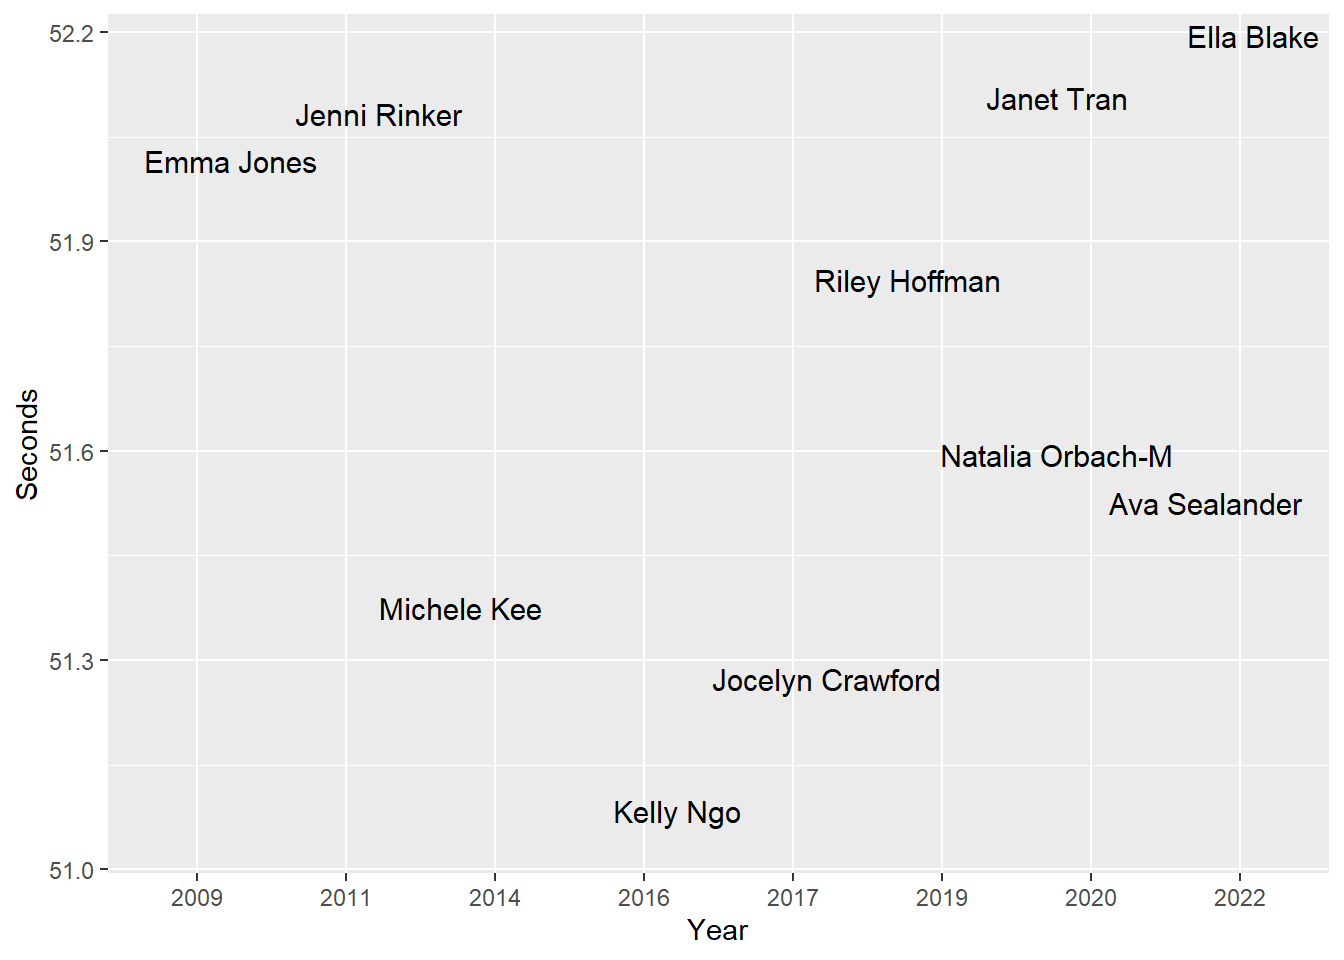 52.2
Ella Blake
Janet Tran
Jenni Rinker
Emma Jones
51.9
Riley Hoffman
51.6
Natalia Orbach-M
Ava Sealander
Seconds
Michele Kee
51.3
Jocelyn Crawford
Kelly Ngo
51.0
2009 2011 2014 2016 2017 2019 2020 2022
Year